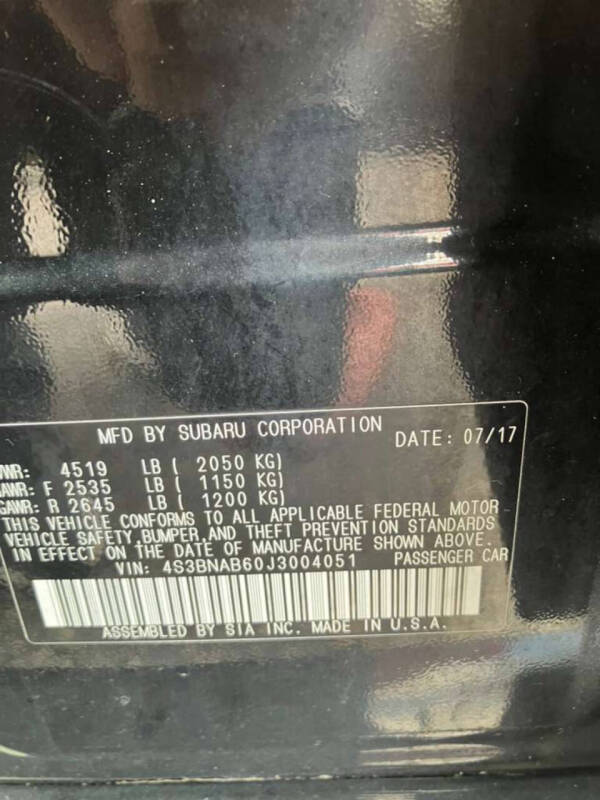 MFD BY SUBARU CORPORATION DATE: 07/17
VWR: 4519 LB ( 2050 KG)
GAWR: F 2535 LB ( 1150 KG)
GAWR: R 2645 LB ( 1200 KG)
THIS VEHICLE CONFORMS TO ALL APPLICABLE FEDERAL MOTOR
VEHICLE SAFETY,BUMPER,AND THEFT PREVENTION STANDARDS
IN EFFECT ON THE DATE OF MANUFACTURE SHOWN ABOVE.
VIN: 4S3BNAB60J3004051 PASSENGER CAR
ASSEMBLED BY SIA INC. MADE IN U.S.A.